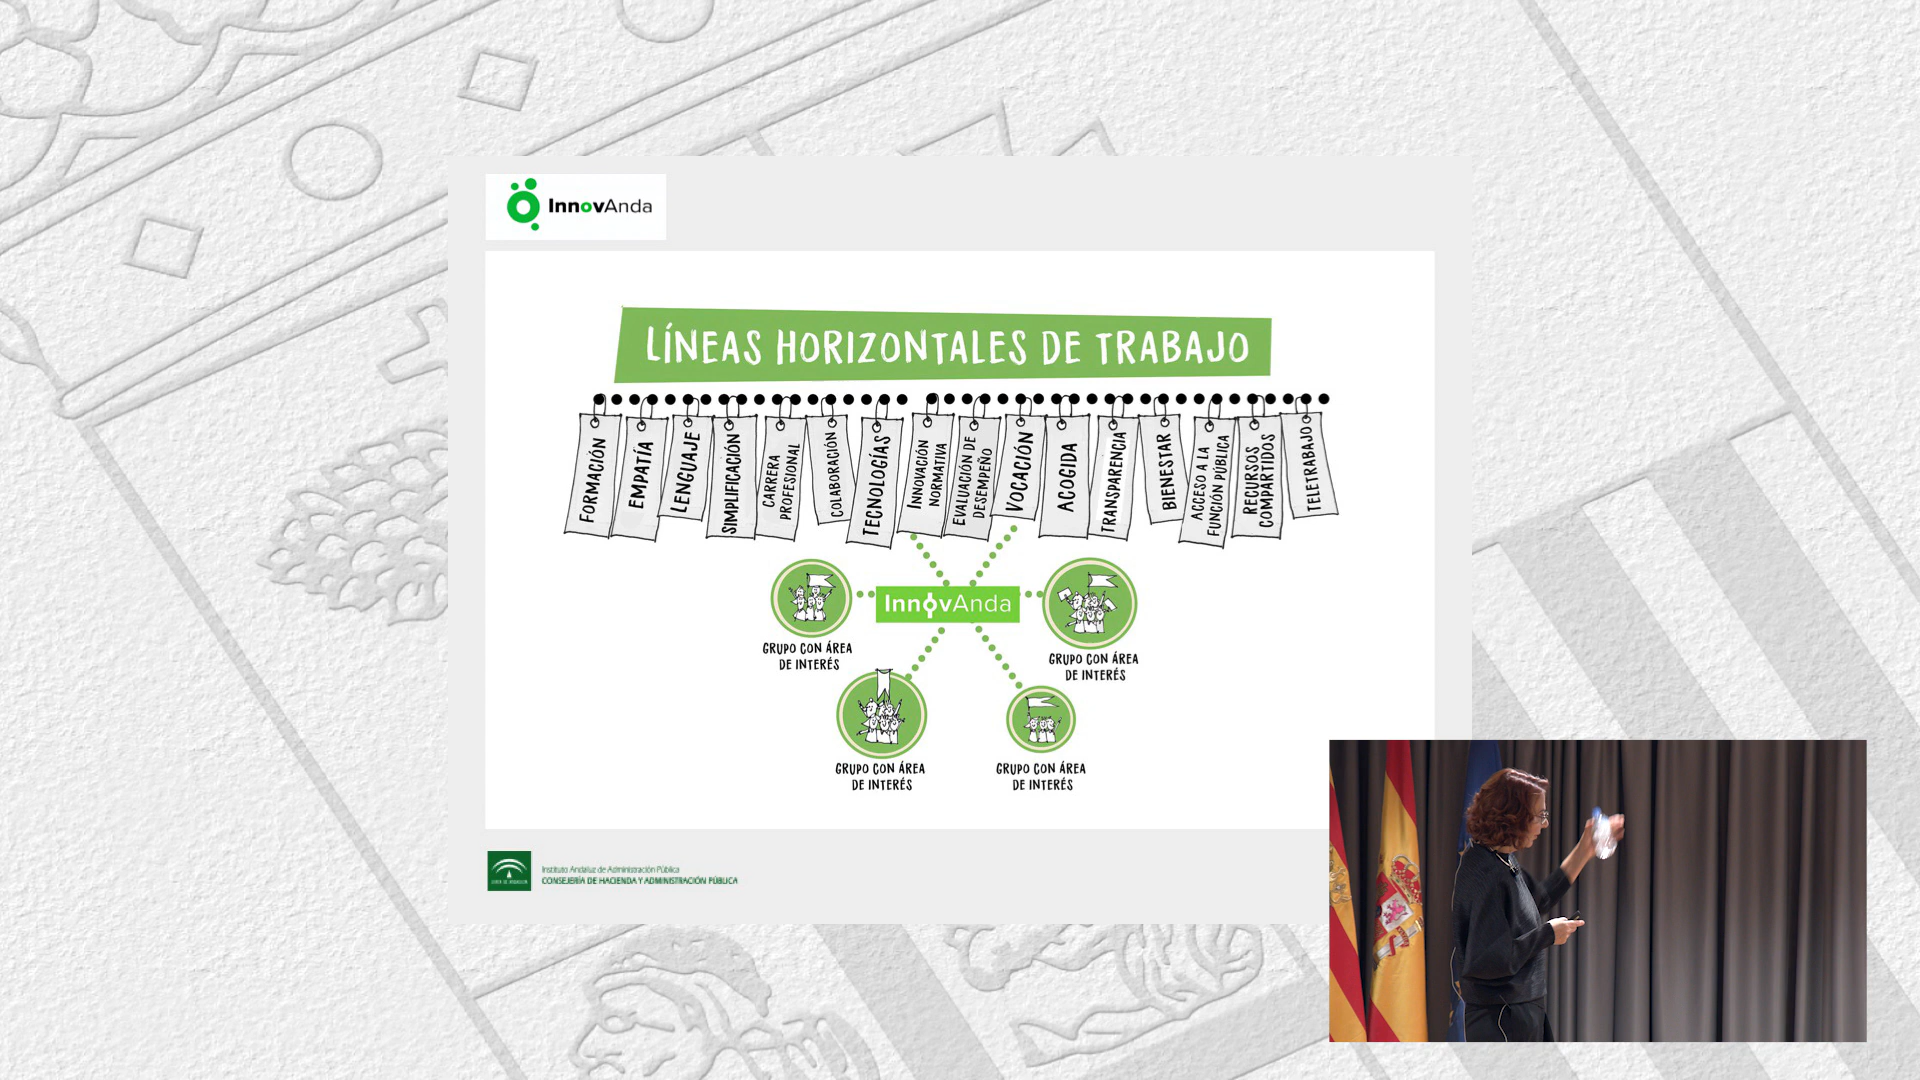 InnovAnda
LÍNEAS HORIZONTALES DE TRABAJO
FORMACIÓN
EMPATÍA
LENGUAJE
SIMPLIFICACIÓN
CARRERA
PROFESIONAL
COLABORACIÓN
TECNOLOGÍAS
INNOVACIÓN
NORMATIVA
EVALUACIÓN DE
DESEMPEÑO
VOCACIÓN
ACOGIDA
TRANSPARENCIA
BIENESTAR
ACCESO A LA
FUNCIÓN PÚBLICA
RECURSOS
COMPARTIDOS
TELETRABAJO
InnovAnda
GRUPO CON ÁREA
DE INTERÉS
GRUPO CON ÁREA
DE INTERÉS
GRUPO CON ÁREA
DE INTERÉS
GRUPO CON ÁREA
DE INTERÉS
Instituto Andaluz de Administración Pública
CONSEJERÍA DE HACIENDA Y ADMINISTRACIÓN PÚBLICA